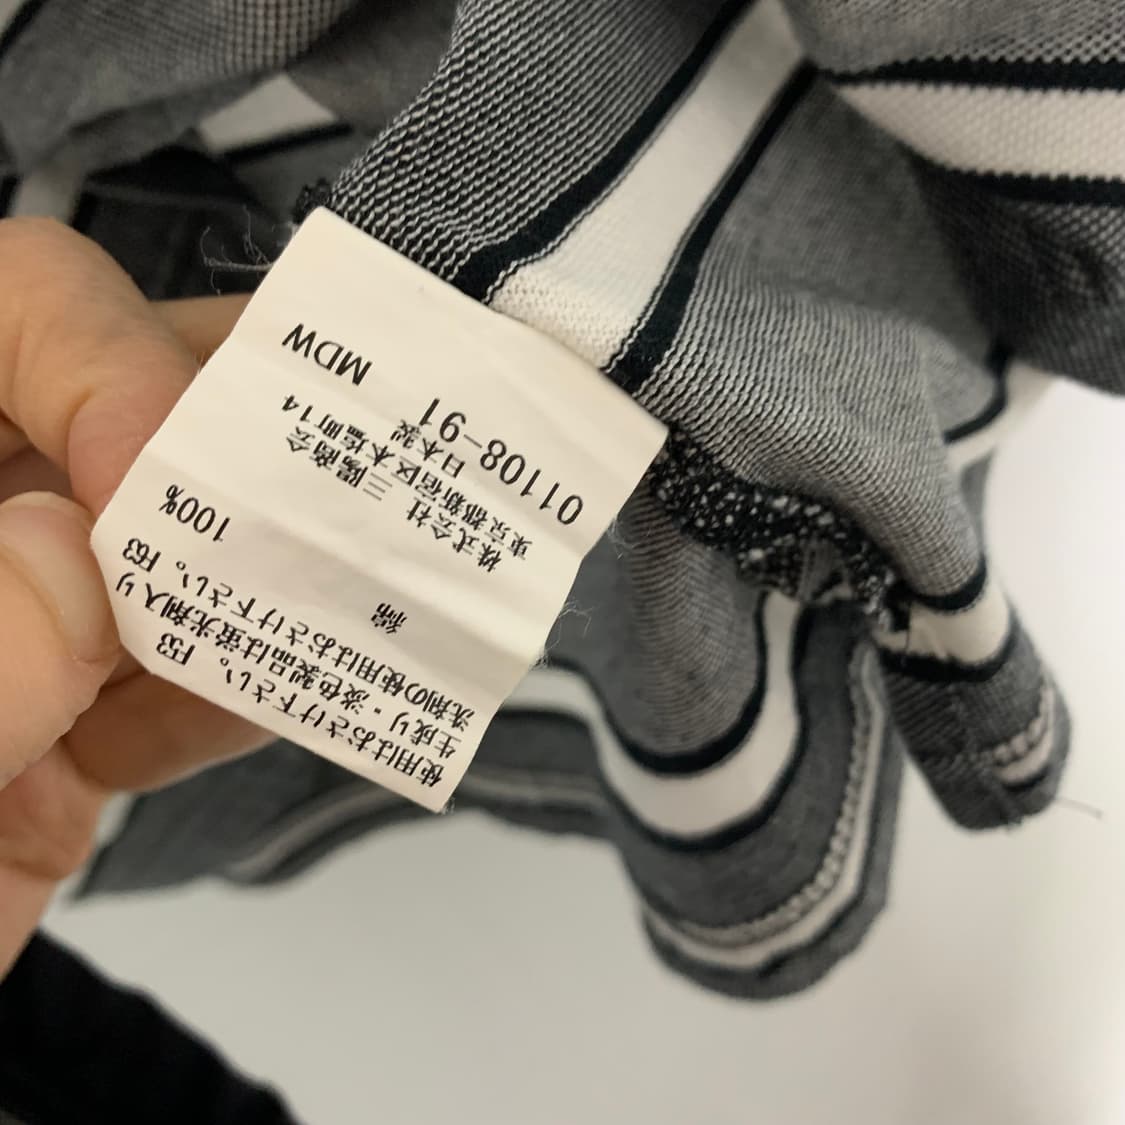 使用はおさけ下さい。 F53
生成り・淡色製品は蛍光剤入り
洗剤の使用はおさけ下さい。 F63
綿 100%
株式会社 三陽商会
東京都新宿区本塩町14
日本製
01108-91
MDW